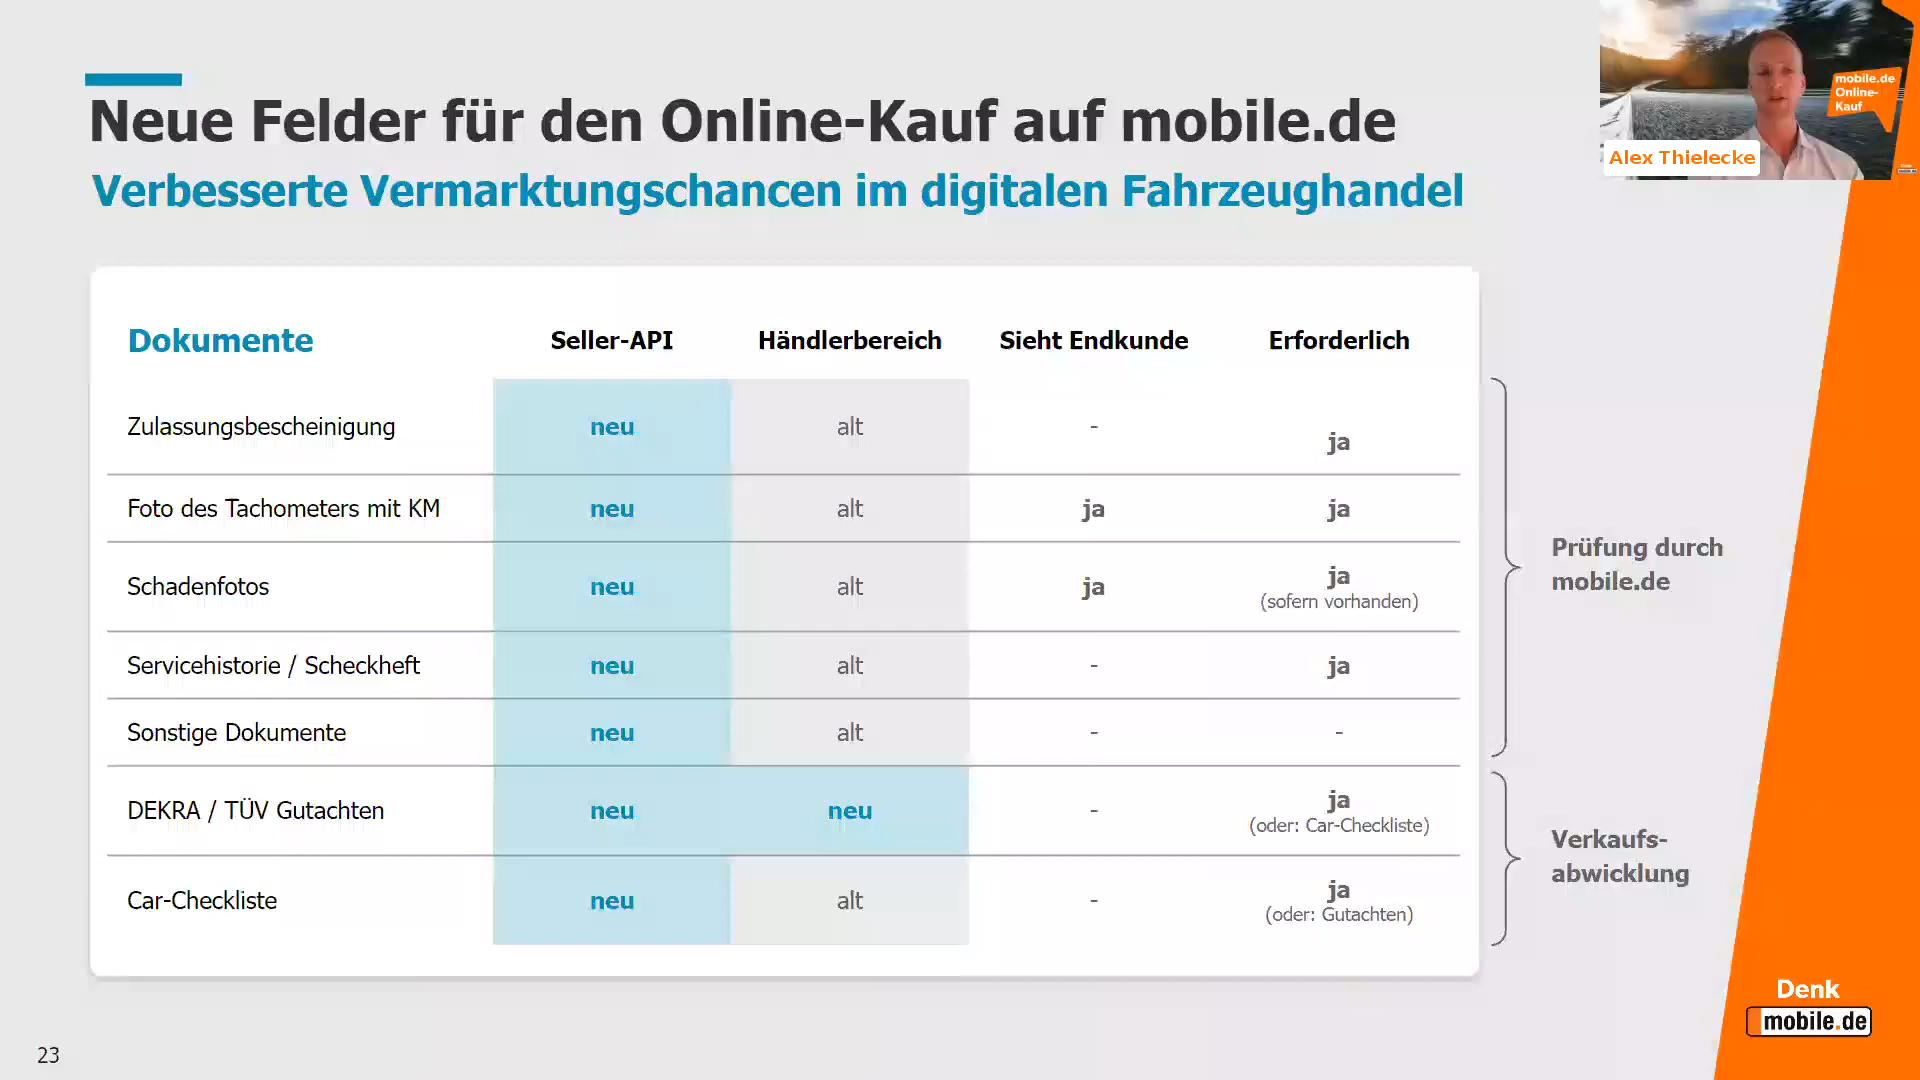 Neue Felder für den Online-Kauf auf mobile.de
Verbesserte Vermarktungschancen im digitalen Fahrzeughandel
mobile.de
Online-
Kauf
Alex Thielecke
Dokumente Seller-API Händlerbereich Sieht Endkunde Erforderlich
Zulassungsbescheinigung neu alt - ja
Foto des Tachometers mit KM neu alt ja ja
Schadenfotos neu alt ja ja
(sofern vorhanden)
Servicehistorie / Scheckheft neu alt - ja
Sonstige Dokumente neu alt - -
Prüfung durch
mobile.de
DEKRA / TÜV Gutachten neu neu - ja
(oder: Car-Checkliste)
Car-Checkliste neu alt - ja
(oder: Gutachten)
Verkaufs-
abwicklung
Denk
mobile.de
23